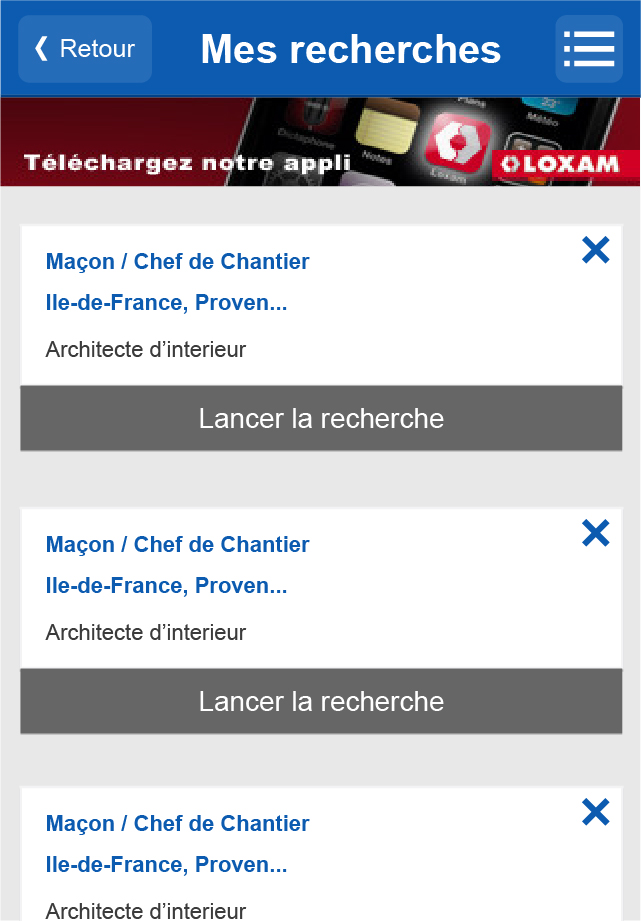 Retour
Mes recherches
Plans
23°
Météo
Dictaphone
Notes
Loxam
Téléchargez notre appli
LOXAM
Maçon / Chef de Chantier
Ile-de-France, Proven...
Architecte d’interieur
Lancer la recherche
Maçon / Chef de Chantier
Ile-de-France, Proven...
Architecte d’interieur
Lancer la recherche
Maçon / Chef de Chantier
Ile-de-France, Proven...
Architecte d’interieur